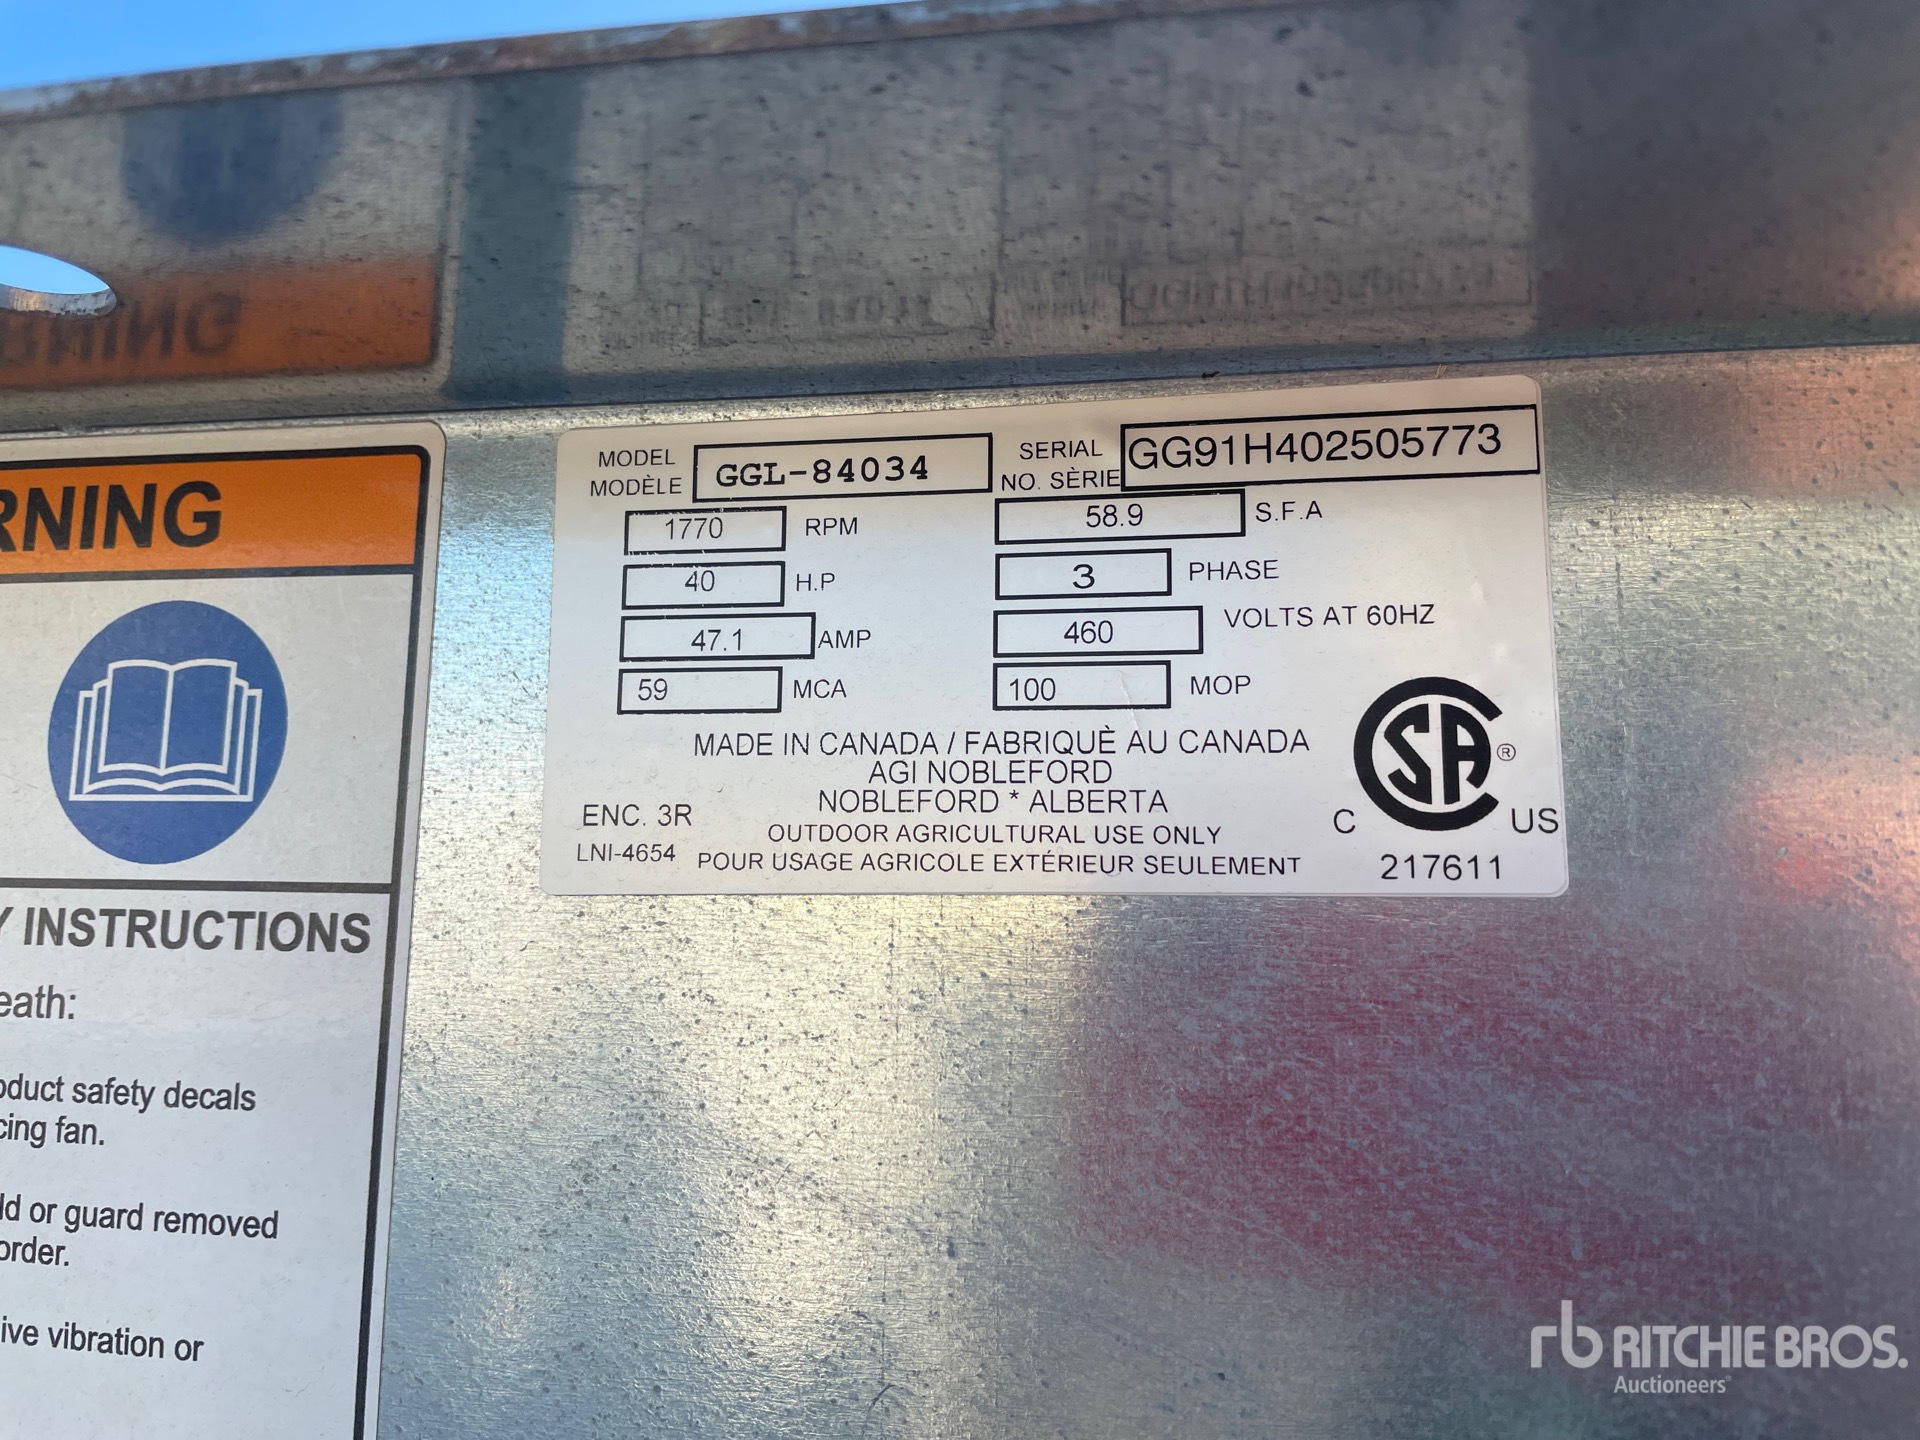 RNING
Y INSTRUCTIONS
eath:
oduct safety decals
cing fan.
ld or guard removed
order.
ive vibration or
MODEL
MODÈLE
GGL-84034
SERIAL
NO. SÈRIE
GG91H402505773
1770 RPM
58.9 S.F.A
40 H.P
3 PHASE
47.1 AMP
460 VOLTS AT 60HZ
59 MCA
100 MOP
MADE IN CANADA / FABRIQUÈ AU CANADA
AGI NOBLEFORD
NOBLEFORD * ALBERTA
ENC. 3R
OUTDOOR AGRICULTURAL USE ONLY
LNI-4654
POUR USAGE AGRICOLE EXTÉRIEUR SEULEMENT
CSA ®
C US
217611
rb RITCHIE BROS.
Auctioneers